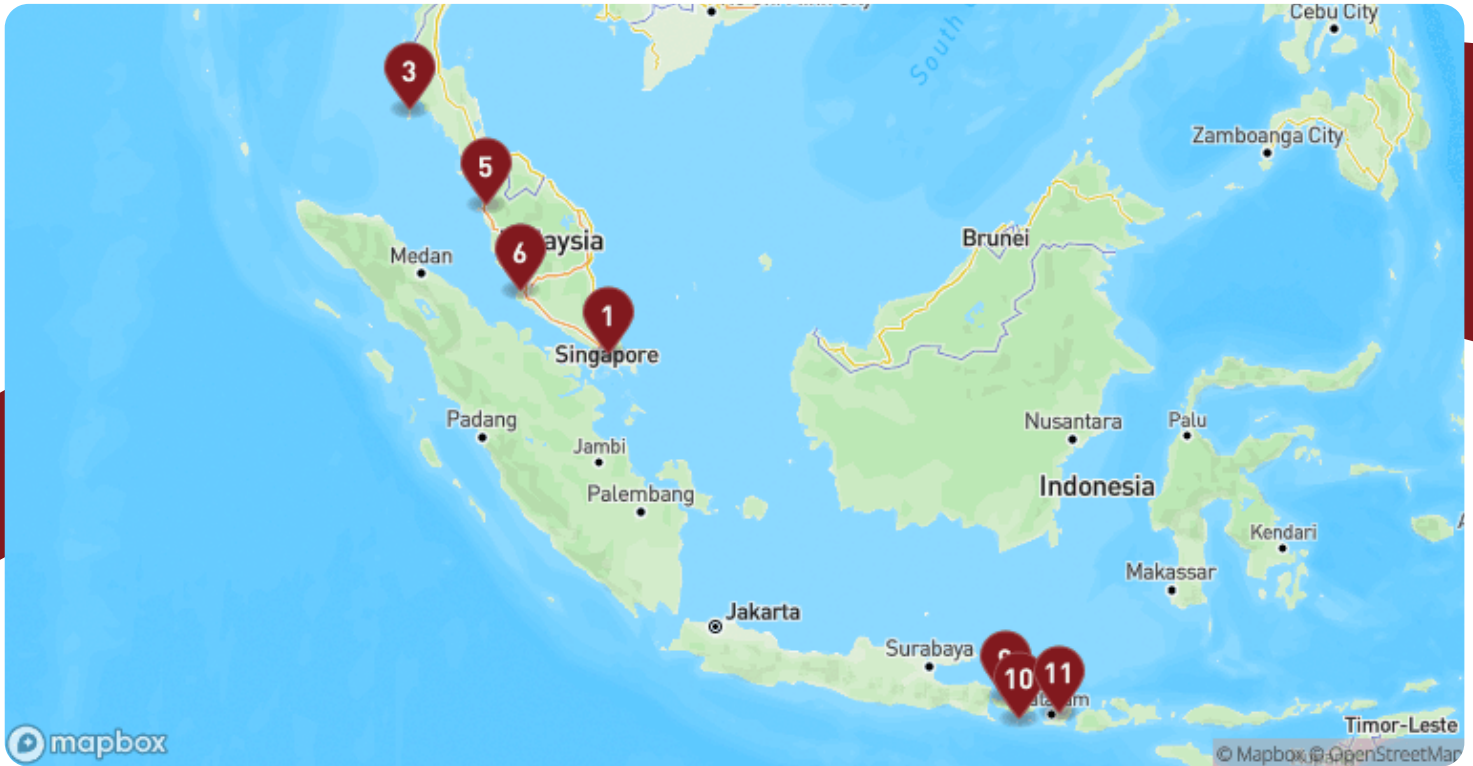 Cebu City
South
3
Zamboanga City
5
aysia
Brunei
6
Medan
1
Singapore
Padang
Nusantara
Palu
Jambi
Indonesia
Palembang
Kendari
Makassar
Jakarta
Surabaya
10
11
Timor-Leste
mapbox
© Mapbox © OpenStreetMap